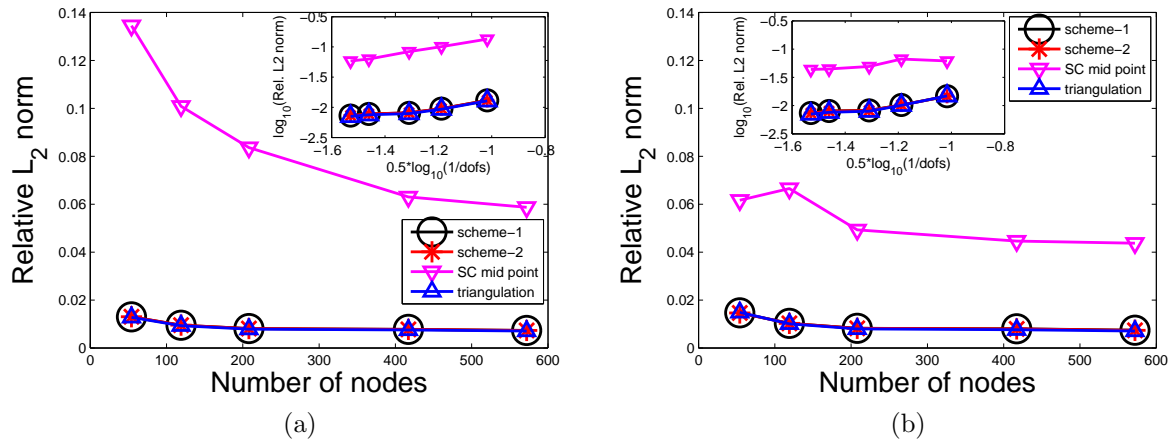 0.14
0.12
0.1
0.08
0.06
0.04
0.02
0
0 100 200 300 400 500 600
Relative L2 norm
Number of nodes
−0.5
−1
−1.5
−2
−2.5
−1.6 −1.4 −1.2 −1 −0.8
log10(Rel. L2 norm)
0.5*log10(1/dofs)
scheme−1
scheme−2
SC mid point
triangulation
(a)
0.14
0.12
0.1
0.08
0.06
0.04
0.02
0
0 100 200 300 400 500 600
Relative L2 norm
Number of nodes
−0.5
−1
−1.5
−2
−2.5
−1.6 −1.4 −1.2 −1 −0.8
log10(Rel. L2 norm)
0.5*log10(1/dofs)
scheme−1
scheme−2
SC mid point
triangulation
(b)